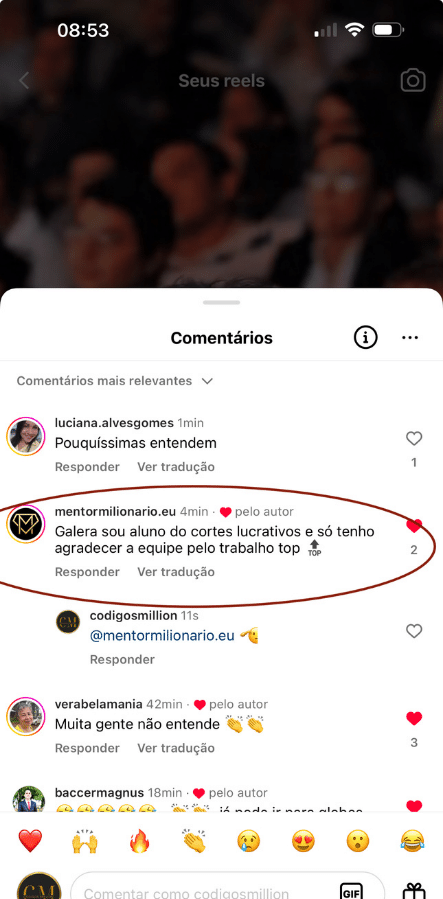 08:53
Seus reels
Comentários
Comentários mais relevantes
luciana.alvesgomes 1min
Pouquíssimas entendem
Responder Ver tradução
1
mentormilionario.eu 4min · ❤️ pelo autor
Galera sou aluno do cortes lucrativos e só tenho
agradecer a equipe pelo trabalho top 🔝
2
Responder Ver tradução
codigosmillion 11s
@mentormilionario.eu 🫡
Responder
verabelamania 42min · ❤️ pelo autor
Muita gente não entende 👏👏
3
Responder Ver tradução
baccermagnus 18min · ❤️ pelo autor
🤣🤣🤣🤣🤣 👏👏 já pode ir para globo
❤️ 🙌 🔥 👏 😢 😍 😮 😂
CM
Comentar como codigosmillion
GIF